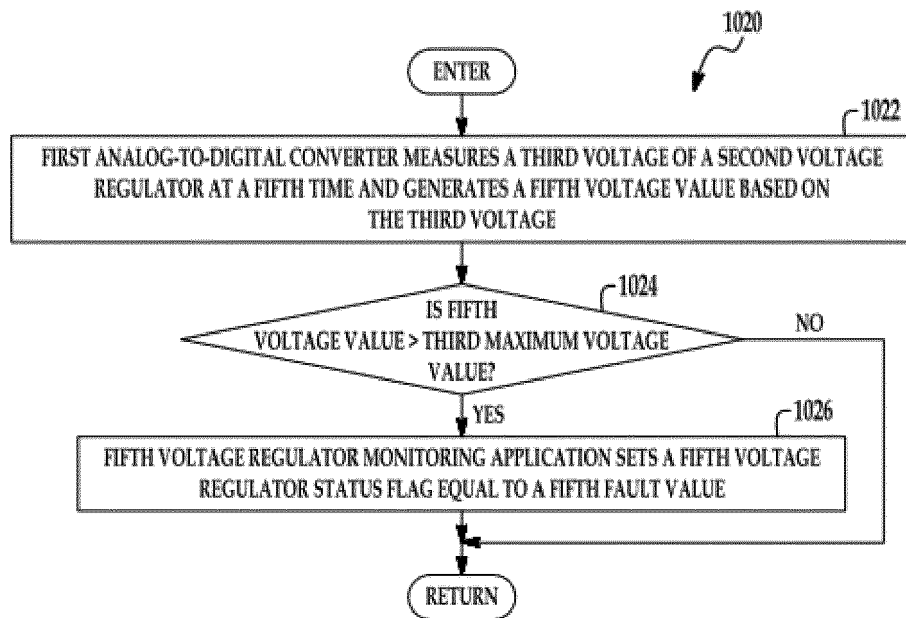 1020
ENTER
1022
FIRST ANALOG-TO-DIGITAL CONVERTER MEASURES A THIRD VOLTAGE OF A SECOND VOLTAGE
REGULATOR AT A FIFTH TIME AND GENERATES A FIFTH VOLTAGE VALUE BASED ON
THE THIRD VOLTAGE
1024
IS FIFTH
VOLTAGE VALUE > THIRD MAXIMUM VOLTAGE
VALUE?
NO
YES
1026
FIFTH VOLTAGE REGULATOR MONITORING APPLICATION SETS A FIFTH VOLTAGE
REGULATOR STATUS FLAG EQUAL TO A FIFTH FAULT VALUE
RETURN